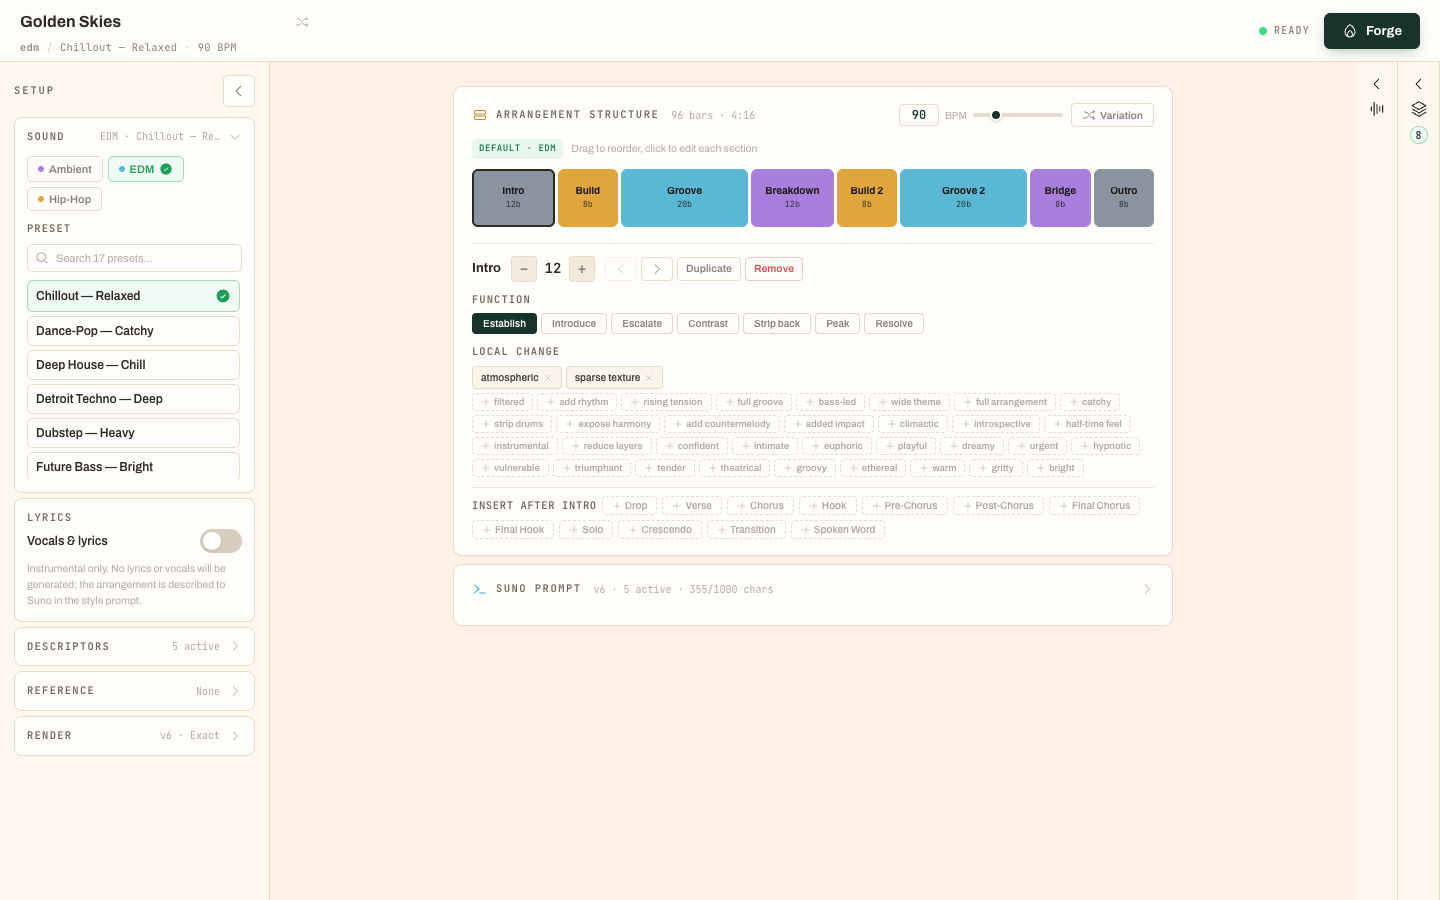 Golden Skies
edm / Chillout — Relaxed · 90 BPM
READY
Forge
SETUP
SOUND EDM · Chillout — Re…
Ambient EDM
Hip-Hop
PRESET
Search 17 presets...
Chillout — Relaxed
Dance-Pop — Catchy
Deep House — Chill
Detroit Techno — Deep
Dubstep — Heavy
Future Bass — Bright
LYRICS
Vocals & lyrics
Instrumental only. No lyrics or vocals will be
generated; the arrangement is described to
Suno in the style prompt.
DESCRIPTORS 5 active
REFERENCE None
RENDER v6 · Exact
ARRANGEMENT STRUCTURE 96 bars · 4:16 90 BPM Variation
DEFAULT · EDM Drag to reorder, click to edit each section
Intro Build Groove Breakdown Build 2 Groove 2 Bridge Outro
12b 8b 20b 12b 8b 20b 8b 8b
Intro − 12 + Duplicate Remove
FUNCTION
Establish Introduce Escalate Contrast Strip back Peak Resolve
LOCAL CHANGE
atmospheric × sparse texture ×
+ filtered + add rhythm + rising tension + full groove + bass-led + wide theme + full arrangement + catchy
+ strip drums + expose harmony + add countermelody + added impact + climactic + introspective + half-time feel
+ instrumental + reduce layers + confident + intimate + euphoric + playful + dreamy + urgent + hypnotic
+ vulnerable + triumphant + tender + theatrical + groovy + ethereal + warm + gritty + bright
INSERT AFTER INTRO + Drop + Verse + Chorus + Hook + Pre-Chorus + Post-Chorus + Final Chorus
+ Final Hook + Solo + Crescendo + Transition + Spoken Word
SUNO PROMPT v6 · 5 active · 355/1000 chars
8